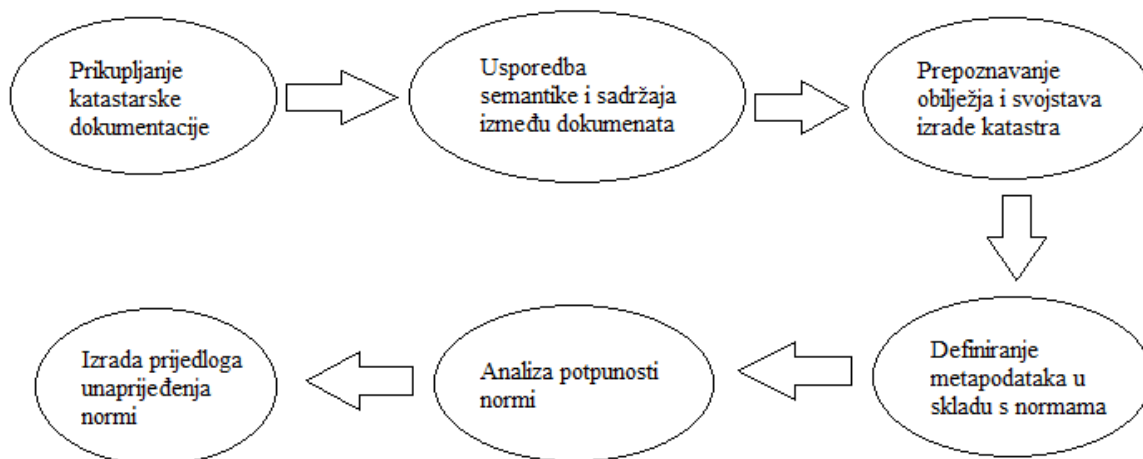 Prikupljanje
katastarske
dokumentacije
Usporedba
semantike i sadržaja
između dokumenata
Prepoznavanje
obilježja i svojstava
izrade katastra
Definiranje
metapodataka u
skladu s normama
Analiza potpunosti
normi
Izrada prijedloga
unaprijeđenja
normi